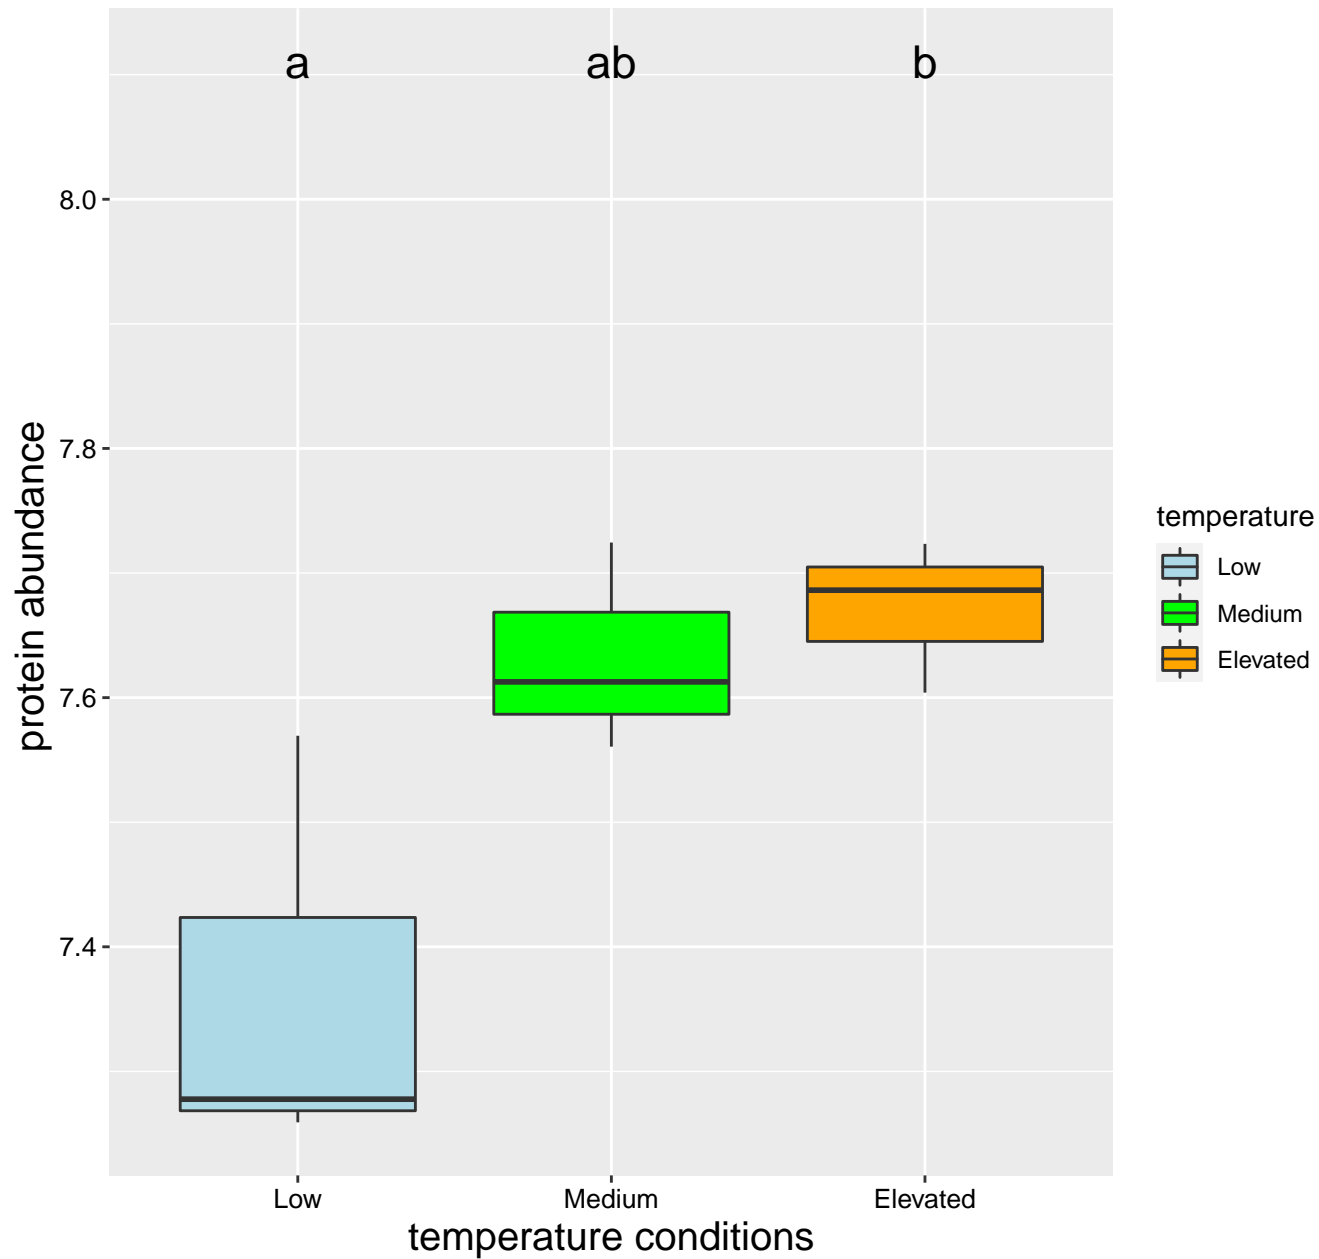 a ab b
8.0
7.8
7.6
7.4
protein abundance
Low Medium Elevated
temperature conditions
temperature
Low
Medium
Elevated